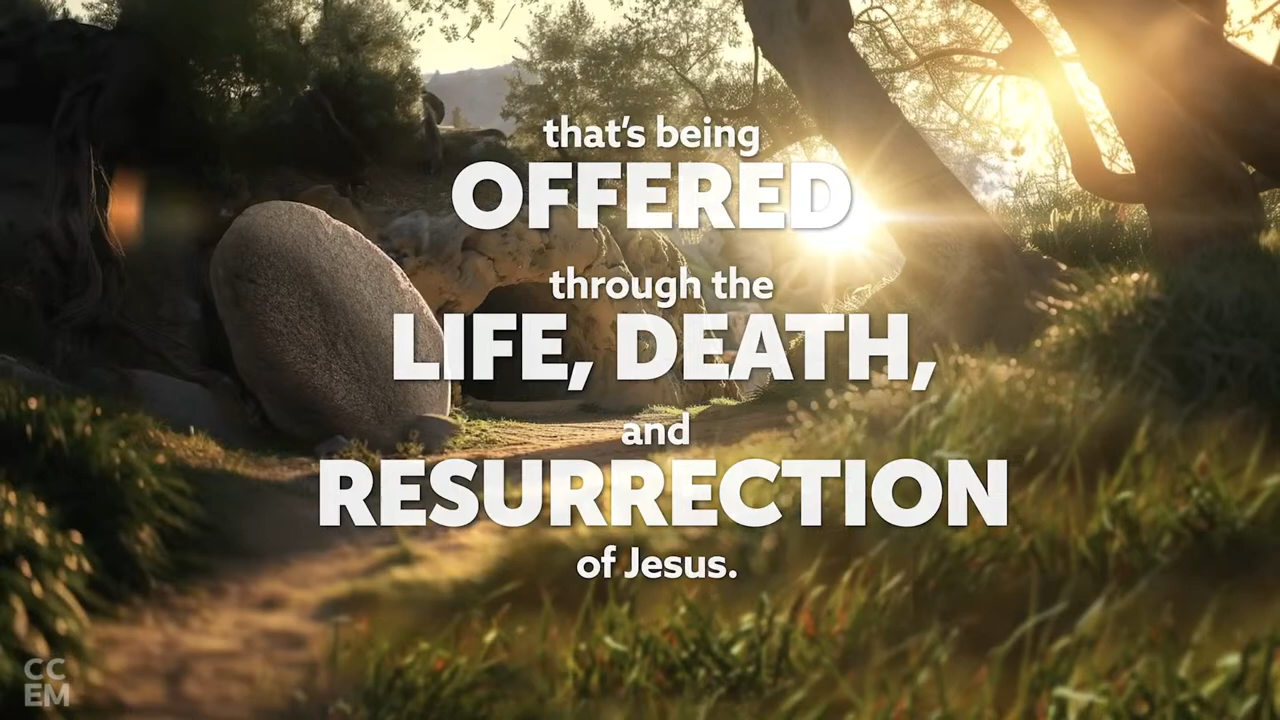 that's being
OFFERED
through the
LIFE, DEATH,
and
RESURRECTION
of Jesus.
CC
EM